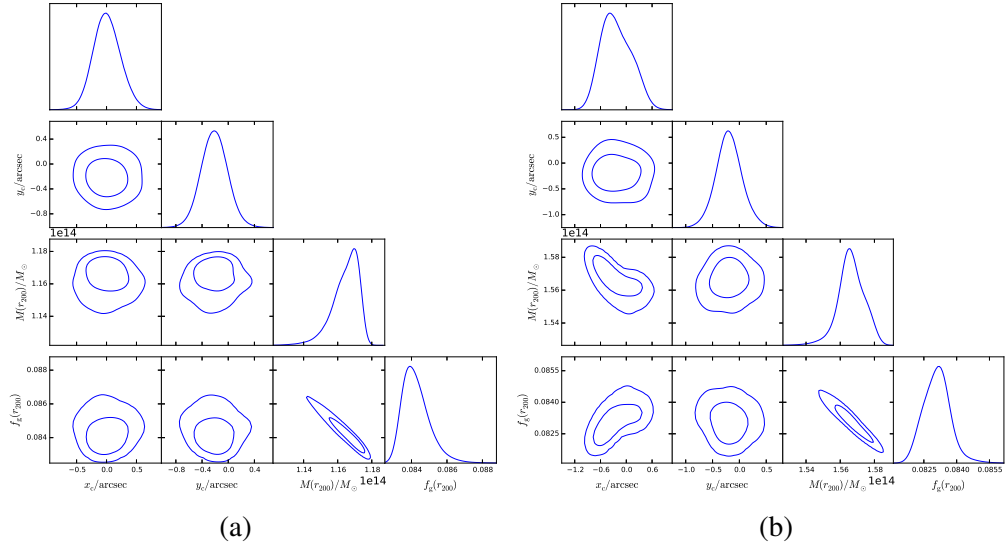 0.4
0.0
−0.4
−0.8
y_c/arcsec
1e14
1.18
1.16
1.14
M(r_200)/M_⊙
0.088
0.086
0.084
f_g(r_200)
−0.5 0.0 0.5
x_c/arcsec
−0.8 −0.4 0.0 0.4
y_c/arcsec
1.14 1.16 1.18
1e14
M(r_200)/M_⊙
0.084 0.086 0.088
f_g(r_200)
(a)
0.5
0.0
−0.5
−1.0
y_c/arcsec
1e14
1.58
1.56
1.54
M(r_200)/M_⊙
0.0855
0.0840
0.0825
f_g(r_200)
−1.2 −0.6 0.0 0.6
x_c/arcsec
−1.0 −0.5 0.0 0.5
y_c/arcsec
1.54 1.56 1.58
1e14
M(r_200)/M_⊙
0.0825 0.0840 0.0855
f_g(r_200)
(b)